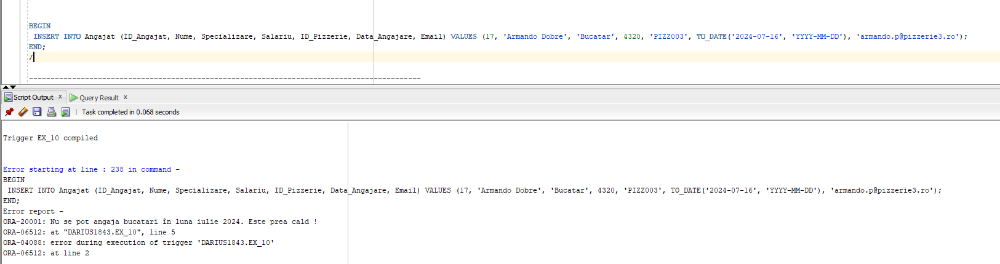 BEGIN
INSERT INTO Angajat (ID_Angajat, Nume, Specializare, Salariu, ID_Pizzerie, Data_Angajare, Email) VALUES (17, 'Armando Dobre', 'Bucatar', 4320, 'PIZZ003', TO_DATE('2024-07-16', 'YYYY-MM-DD'), 'armando.p@pizzerie3.ro');
END;
/
-------------------------------------------------------------------------------------------
Script Output x Query Result x
Task completed in 0.068 seconds
Trigger EX_10 compiled
Error starting at line : 238 in command -
BEGIN
INSERT INTO Angajat (ID_Angajat, Nume, Specializare, Salariu, ID_Pizzerie, Data_Angajare, Email) VALUES (17, 'Armando Dobre', 'Bucatar', 4320, 'PIZZ003', TO_DATE('2024-07-16', 'YYYY-MM-DD'), 'armando.p@pizzerie3.ro');
END;
Error report -
ORA-20001: Nu se pot angaja bucatari în luna iulie 2024. Este prea cald !
ORA-06512: at "DARIUS1843.EX_10", line 5
ORA-04088: error during execution of trigger 'DARIUS1843.EX_10'
ORA-06512: at line 2